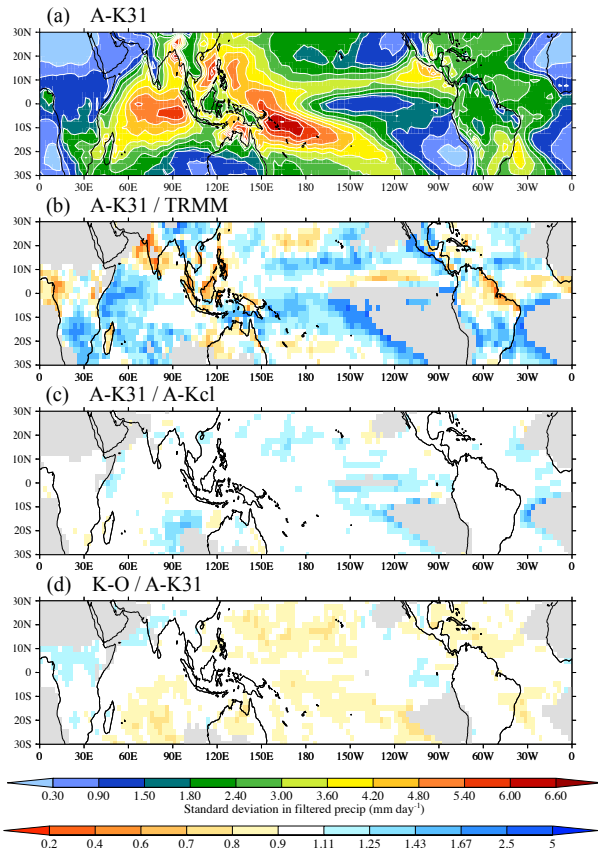 (a) A-K31
30N
20N
10N
0
10S
20S
30S
0 30E 60E 90E 120E 150E 180 150W 120W 90W 60W 30W 0
(b) A-K31 / TRMM
30N
20N
10N
0
10S
20S
30S
0 30E 60E 90E 120E 150E 180 150W 120W 90W 60W 30W 0
(c) A-K31 / A-Kcl
30N
20N
10N
0
10S
20S
30S
0 30E 60E 90E 120E 150E 180 150W 120W 90W 60W 30W 0
(d) K-O / A-K31
30N
20N
10N
0
10S
20S
30S
0 30E 60E 90E 120E 150E 180 150W 120W 90W 60W 30W 0
0.30 0.90 1.50 1.80 2.40 3.00 3.60 4.20 4.80 5.40 6.00 6.60
Standard deviation in filtered precip (mm day⁻¹)
0.2 0.4 0.6 0.7 0.8 0.9 1.11 1.25 1.43 1.67 2.5 5